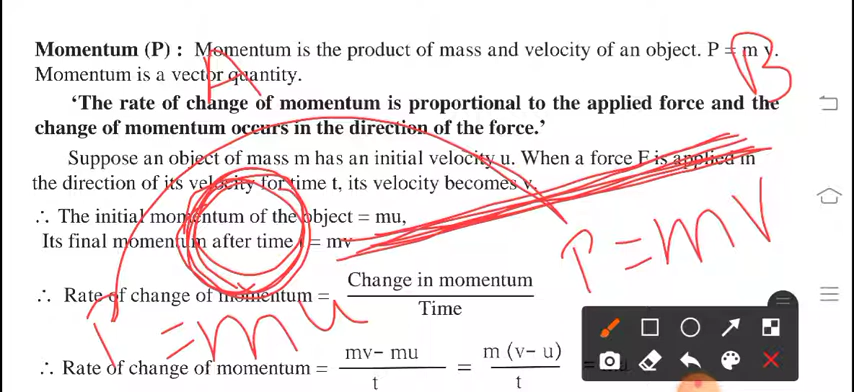 Momentum (P) : Momentum is the product of mass and velocity of an object. P = m v.
Momentum is a vector quantity.
‘The rate of change of momentum is proportional to the applied force and the
change of momentum occurs in the direction of the force.’
Suppose an object of mass m has an initial velocity u. When a force F is applied in
the direction of its velocity for time t, its velocity becomes v.
∴ The initial momentum of the object = mu,
Its final momentum after time t = mv
∴ Rate of change of momentum = Change in momentum / Time
∴ Rate of change of momentum = mv– mu / t = m (v– u) / t =
A
B
P = mu
P = mv